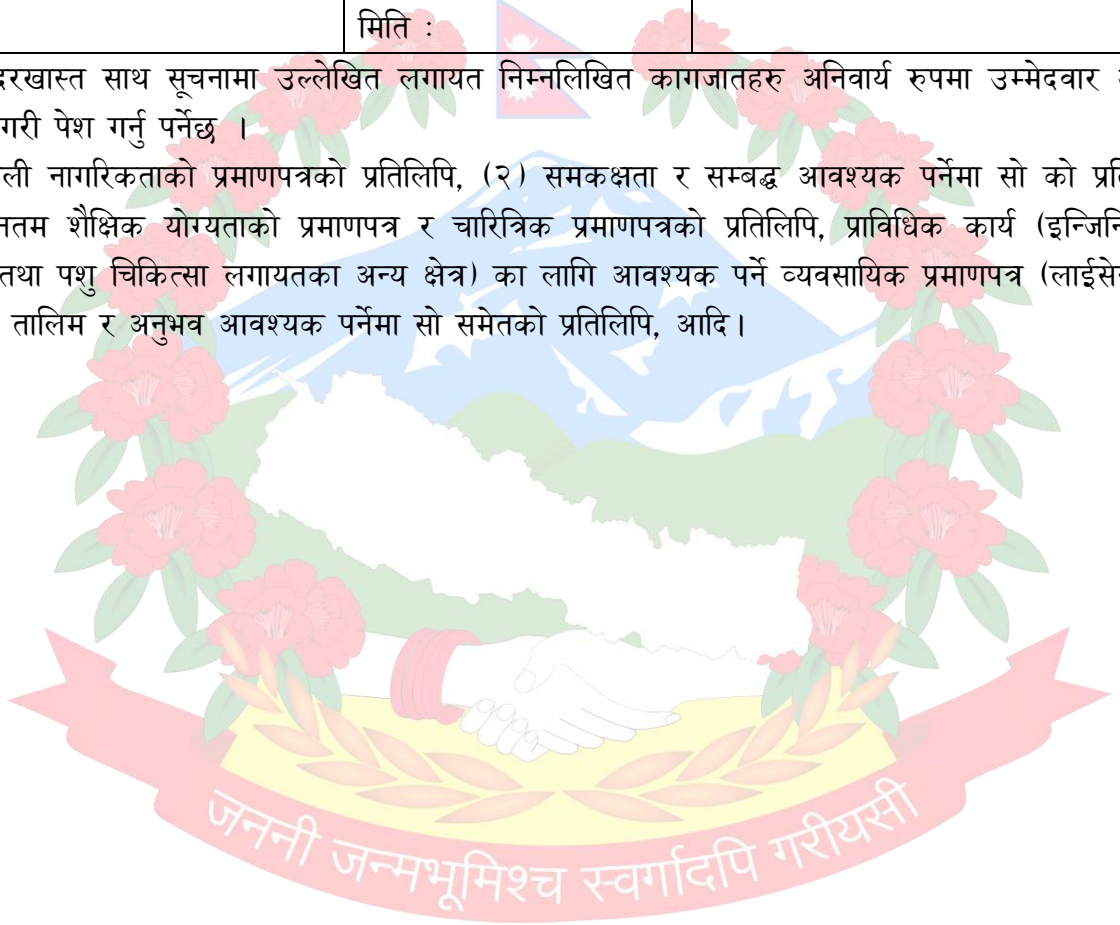 मिति :
दरखास्त साथ सूचनामा उल्लेखित लगायत निम्नलिखित कागजातहरु अनिवार्य रुपमा उम्मेदवार
गरी पेश गर्नु पर्नेछ ।
ली नागरिकताको प्रमाणपत्रको प्रतिलिपि, (२) समकक्षता र सम्बद्ध आवश्यक पर्नेमा सो को
नतम शैक्षिक योग्यताको प्रमाणपत्र र चारित्रिक प्रमाणपत्रको प्रतिलिपि, प्राविधिक कार्य
तथा पशु चिकित्सा लगायतका अन्य क्षेत्र) का लागि आवश्यक पर्ने व्यवसायिक प्रमाणपत्र
तालिम र अनुभव आवश्यक पर्नेमा सो समेतको प्रतिलिपि, आदि।
जननी जन्मभूमिश्च स्वर्गादपि गरीयसी